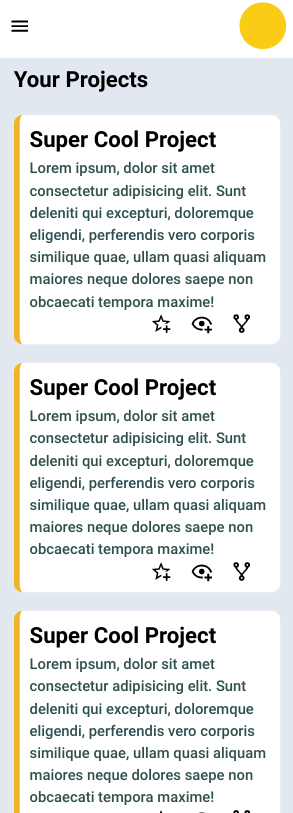 Your Projects
Super Cool Project
Lorem ipsum, dolor sit amet
consectetur adipisicing elit. Sunt
deleniti qui excepturi, doloremque
eligendi, perferendis vero corporis
similique quae, ullam quasi aliquam
maiores neque dolores saepe non
obcaecati tempora maxime!
Super Cool Project
Lorem ipsum, dolor sit amet
consectetur adipisicing elit. Sunt
deleniti qui excepturi, doloremque
eligendi, perferendis vero corporis
similique quae, ullam quasi aliquam
maiores neque dolores saepe non
obcaecati tempora maxime!
Super Cool Project
Lorem ipsum, dolor sit amet
consectetur adipisicing elit. Sunt
deleniti qui excepturi, doloremque
eligendi, perferendis vero corporis
similique quae, ullam quasi aliquam
maiores neque dolores saepe non
obcaecati tempora maxime!